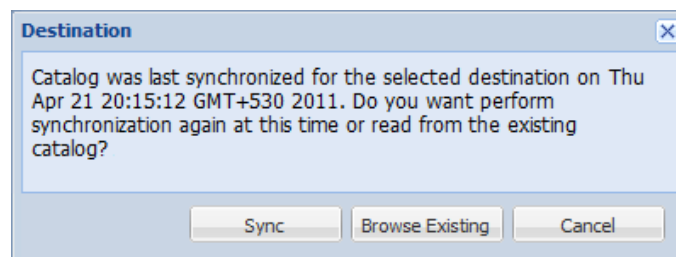 Destination
Catalog was last synchronized for the selected destination on Thu
Apr 21 20:15:12 GMT+530 2011. Do you want perform
synchronization again at this time or read from the existing
catalog?
Sync Browse Existing Cancel